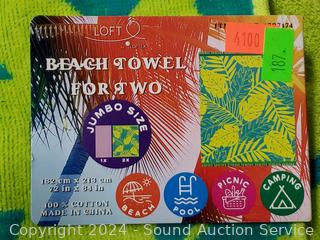 LOFT
4100
187
BEACH TOWEL
FOR TWO
JUMBO SIZE
1X 2X
182 cm x 213 cm
72 in x 84 in
100 % COTTON
MADE IN CHINA
BEACH
POOL
PICNIC
CAMPING
Copyright 2024 - Sound Auction Service